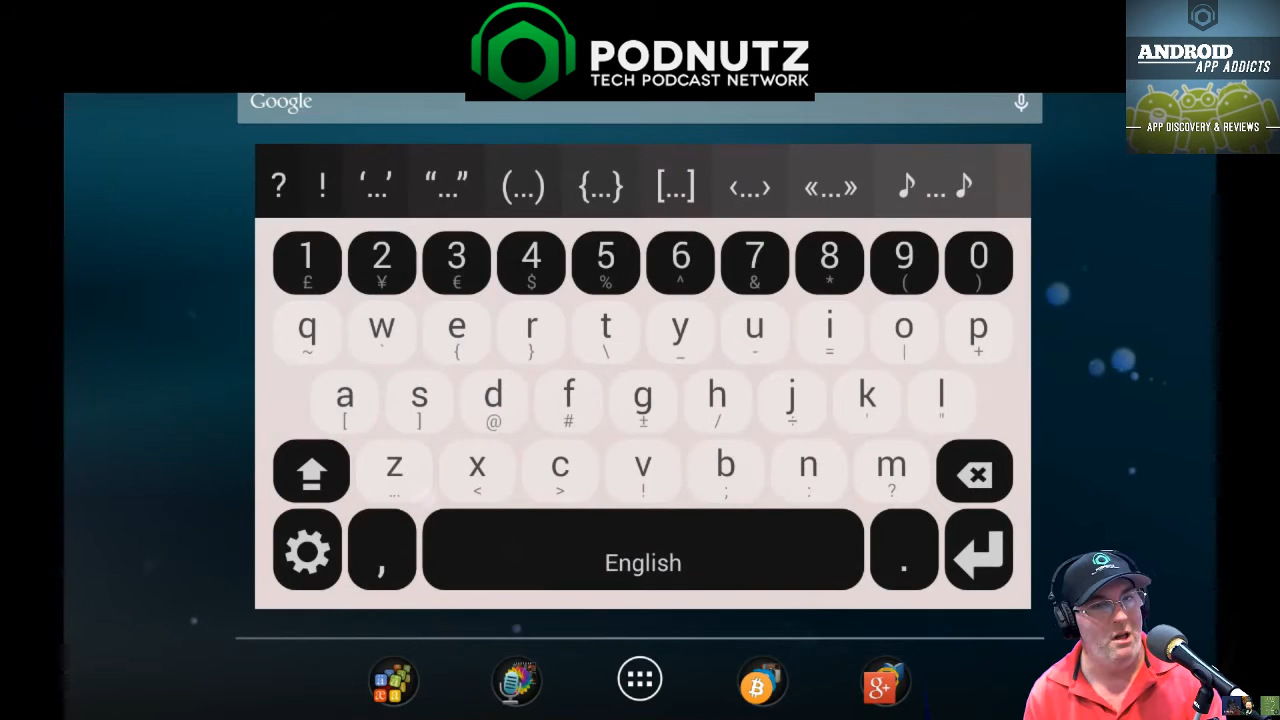 PODNUTZ
TECH PODCAST NETWORK
ANDROID
APP ADDICTS
APP DISCOVERY & REVIEWS
Google
? ! ‘...’ “...” (...) {...} [...] ‹...› «...» ♪ ... ♪
1 2 3 4 5 6 7 8 9 0
£ ¥ € $ % ^ & * ( )
q w e r t y u i o p
~ ` { } \ _ - = | +
a s d f g h j k l
[ ] @ # ± / ÷ ' "
z x c v b n m
... < > ! ; : ?
, English .
g+